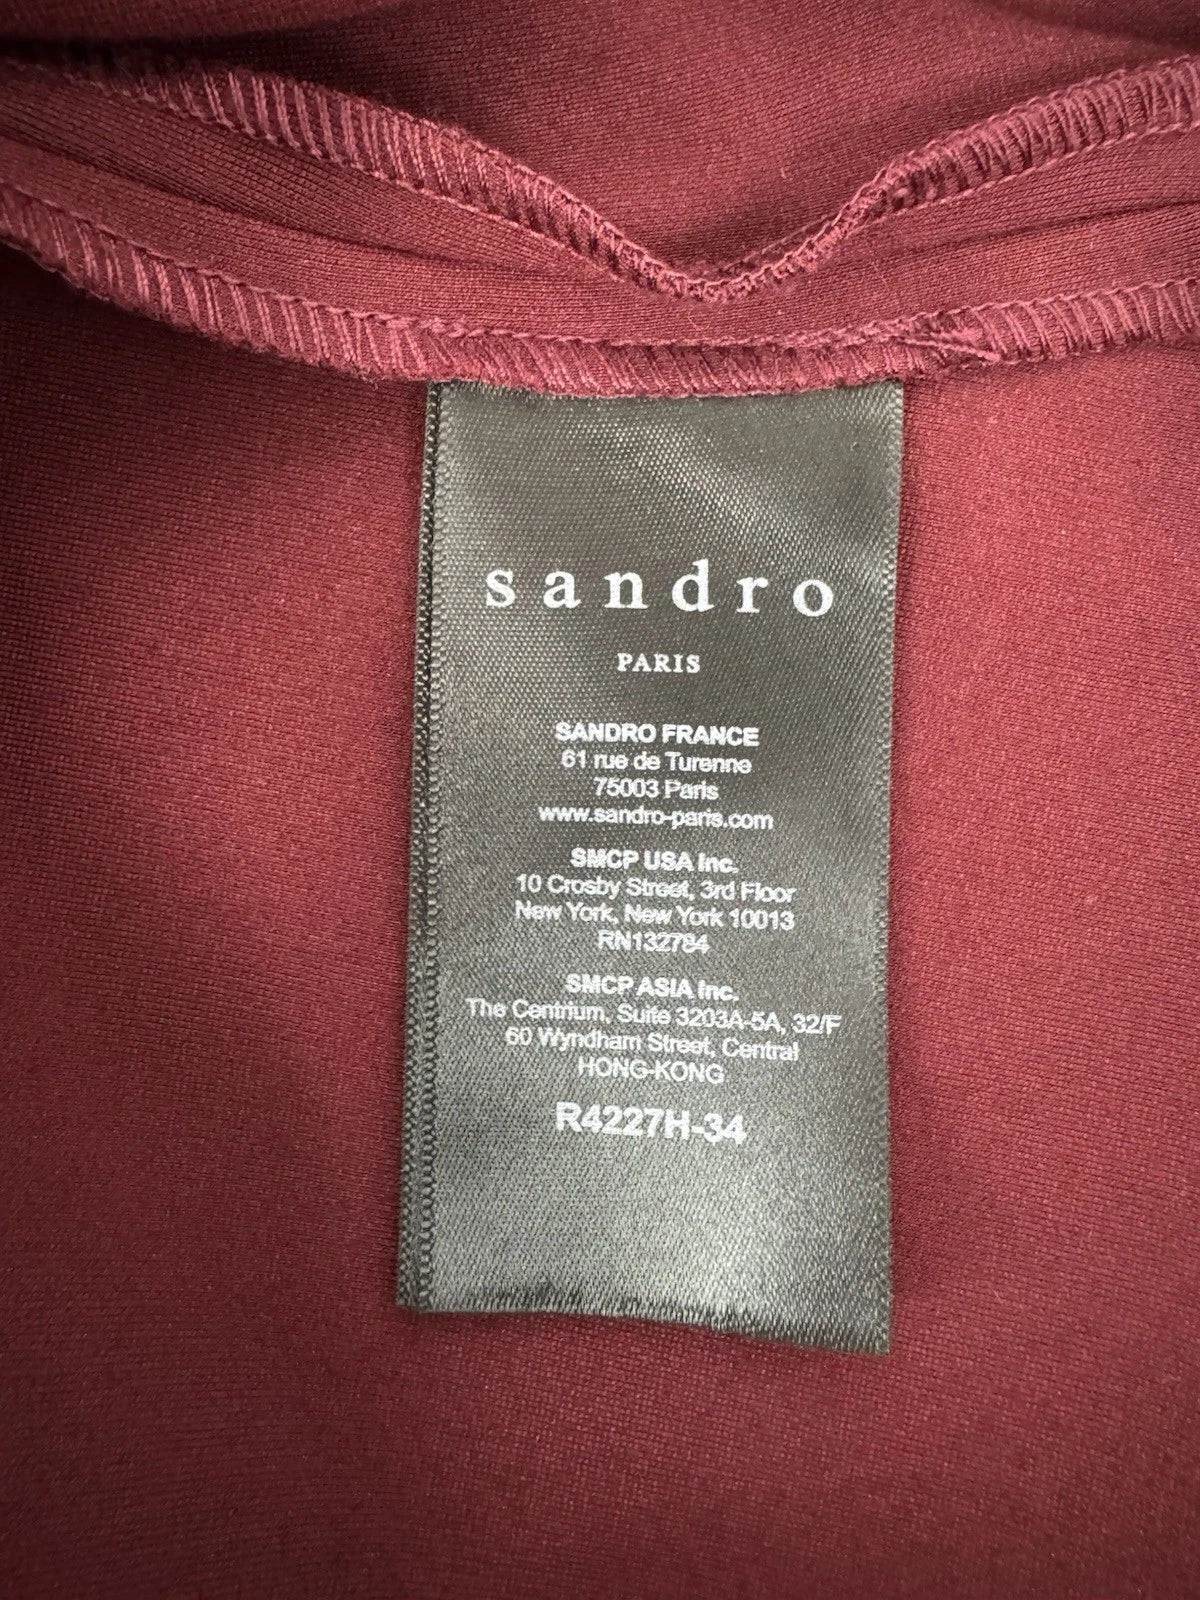 sandro
PARIS
SANDRO FRANCE
61 rue de Turenne
75003 Paris
www.sandro-paris.com
SMCP USA Inc.
10 Crosby Street, 3rd Floor
New York, New York 10013
RN132784
SMCP ASIA Inc.
The Centrium, Suite 3203A-5A, 32/F
60 Wyndham Street, Central
HONG-KONG
R4227H-34